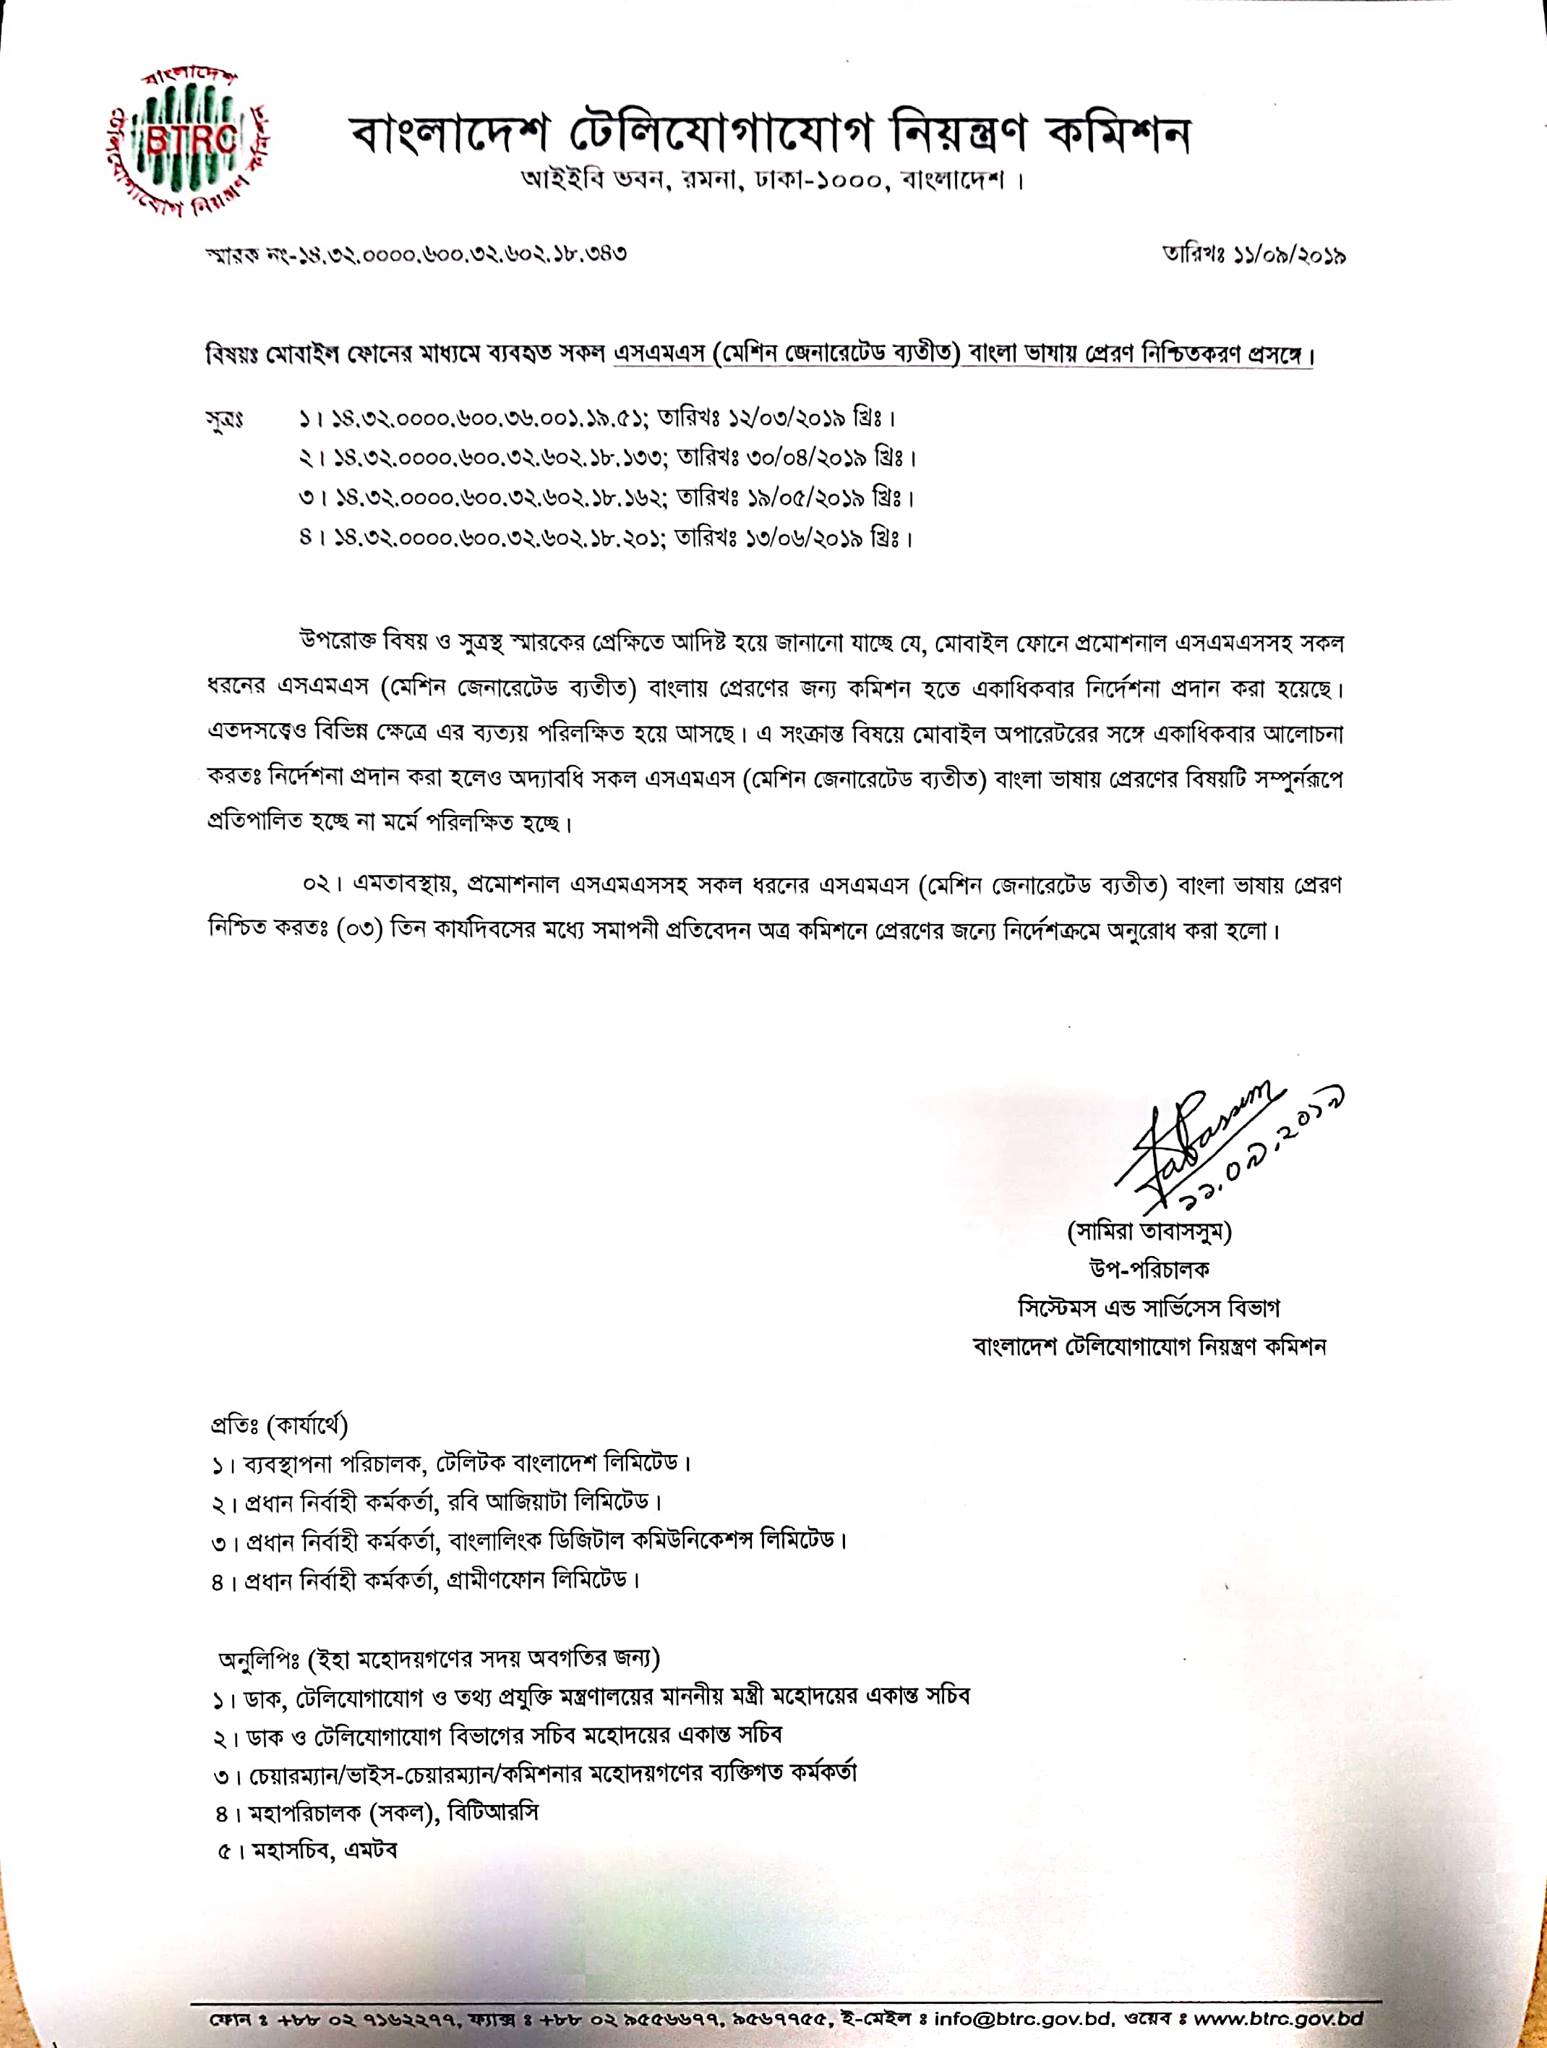 বাংলাদেশ
টেলিযোগাযোগ নিয়ন্ত্রণ কমিশন
BTRC
বাংলাদেশ টেলিযোগাযোগ নিয়ন্ত্রণ কমিশন
আইইবি ভবন, রমনা, ঢাকা-১০০০, বাংলাদেশ।
স্মারক নং-১৪.৩২.০০০০.৬০০.৩২.৬০২.১৮.৩৪৩
তারিখঃ ১১/০৯/২০১৯
বিষয়ঃ মোবাইল ফোনের মাধ্যমে ব্যবহৃত সকল এসএমএস (মেশিন জেনারেটেড ব্যতীত) বাংলা ভাষায় প্রেরণ নিশ্চিতকরণ প্রসঙ্গে।
সূত্রঃ ১। ১৪.৩২.০০০০.৬০০.৩৬.০০১.১৯.৫১; তারিখঃ ১২/০৩/২০১৯ খ্রিঃ।
২। ১৪.৩২.০০০০.৬০০.৩২.৬০২.১৮.১৩৩; তারিখঃ ৩০/০৪/২০১৯ খ্রিঃ।
৩। ১৪.৩২.০০০০.৬০০.৩২.৬০২.১৮.১৬২; তারিখঃ ১৯/০৫/২০১৯ খ্রিঃ।
৪। ১৪.৩২.০০০০.৬০০.৩২.৬০২.১৮.২০১; তারিখঃ ১৩/০৬/২০১৯ খ্রিঃ।
উপরোক্ত বিষয় ও সুত্রস্থ স্মারকের প্রেক্ষিতে আদিষ্ট হয়ে জানানো যাচ্ছে যে, মোবাইল ফোনে প্রমোশনাল এসএমএসসহ সকল
ধরনের এসএমএস (মেশিন জেনারেটেড ব্যতীত) বাংলায় প্রেরণের জন্য কমিশন হতে একাধিকবার নির্দেশনা প্রদান করা হয়েছে।
এতদসত্ত্বেও বিভিন্ন ক্ষেত্রে এর ব্যত্যয় পরিলক্ষিত হয়ে আসছে। এ সংক্রান্ত বিষয়ে মোবাইল অপারেটরের সঙ্গে একাধিকবার আলোচনা
করতঃ নির্দেশনা প্রদান করা হলেও অদ্যাবধি সকল এসএমএস (মেশিন জেনারেটেড ব্যতীত) বাংলা ভাষায় প্রেরণের বিষয়টি সম্পুর্নরূপে
প্রতিপালিত হচ্ছে না মর্মে পরিলক্ষিত হচ্ছে।
০২। এমতাবস্থায়, প্রমোশনাল এসএমএসসহ সকল ধরনের এসএমএস (মেশিন জেনারেটেড ব্যতীত) বাংলা ভাষায় প্রেরণ
নিশ্চিত করতঃ (০৩) তিন কার্যদিবসের মধ্যে সমাপনী প্রতিবেদন অত্র কমিশনে প্রেরণের জন্যে নির্দেশক্রমে অনুরোধ করা হলো।
Tabassum
১১.০৯.২০১৯
(সামিরা তাবাসসুম)
উপ-পরিচালক
সিস্টেমস এন্ড সার্ভিসেস বিভাগ
বাংলাদেশ টেলিযোগাযোগ নিয়ন্ত্রণ কমিশন
প্রতিঃ (কার্যার্থে)
১। ব্যবস্থাপনা পরিচালক, টেলিটক বাংলাদেশ লিমিটেড।
২। প্রধান নির্বাহী কর্মকর্তা, রবি আজিয়াটা লিমিটেড।
৩। প্রধান নির্বাহী কর্মকর্তা, বাংলালিংক ডিজিটাল কমিউনিকেশন্স লিমিটেড।
৪। প্রধান নির্বাহী কর্মকর্তা, গ্রামীণফোন লিমিটেড।
অনুলিপিঃ (ইহা মহোদয়গণের সদয় অবগতির জন্য)
১। ডাক, টেলিযোগাযোগ ও তথ্য প্রযুক্তি মন্ত্রণালয়ের মাননীয় মন্ত্রী মহোদয়ের একান্ত সচিব
২। ডাক ও টেলিযোগাযোগ বিভাগের সচিব মহোদয়ের একান্ত সচিব
৩। চেয়ারম্যান/ভাইস-চেয়ারম্যান/কমিশনার মহোদয়গণের ব্যক্তিগত কর্মকর্তা
৪। মহাপরিচালক (সকল), বিটিআরসি
৫। মহাসচিব, এমটব
ফোন ঃ +৮৮ ০২ ৭১৬২২৭৭, ফ্যাক্স ঃ +৮৮ ০২ ৯৫৫৬৬৭৭, ৯৫৬৭৭৫৫, ই-মেইল ঃ info@btrc.gov.bd, ওয়েব ঃ www.btrc.gov.bd